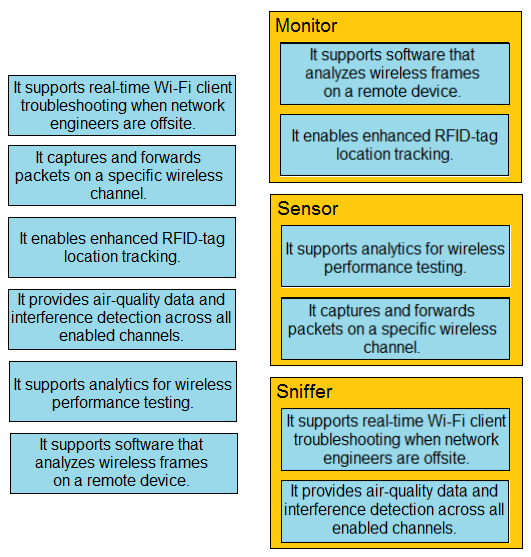 It supports real-time Wi-Fi client
troubleshooting when network
engineers are offsite.
It captures and forwards
packets on a specific wireless
channel.
It enables enhanced RFID-tag
location tracking.
It provides air-quality data and
interference detection across all
enabled channels.
It supports analytics for wireless
performance testing.
It supports software that
analyzes wireless frames
on a remote device.
Monitor
It supports software that
analyzes wireless frames
on a remote device.
It enables enhanced RFID-tag
location tracking.
Sensor
It supports analytics for wireless
performance testing.
It captures and forwards
packets on a specific wireless
channel.
Sniffer
It supports real-time Wi-Fi client
troubleshooting when network
engineers are offsite.
It provides air-quality data and
interference detection across all
enabled channels.